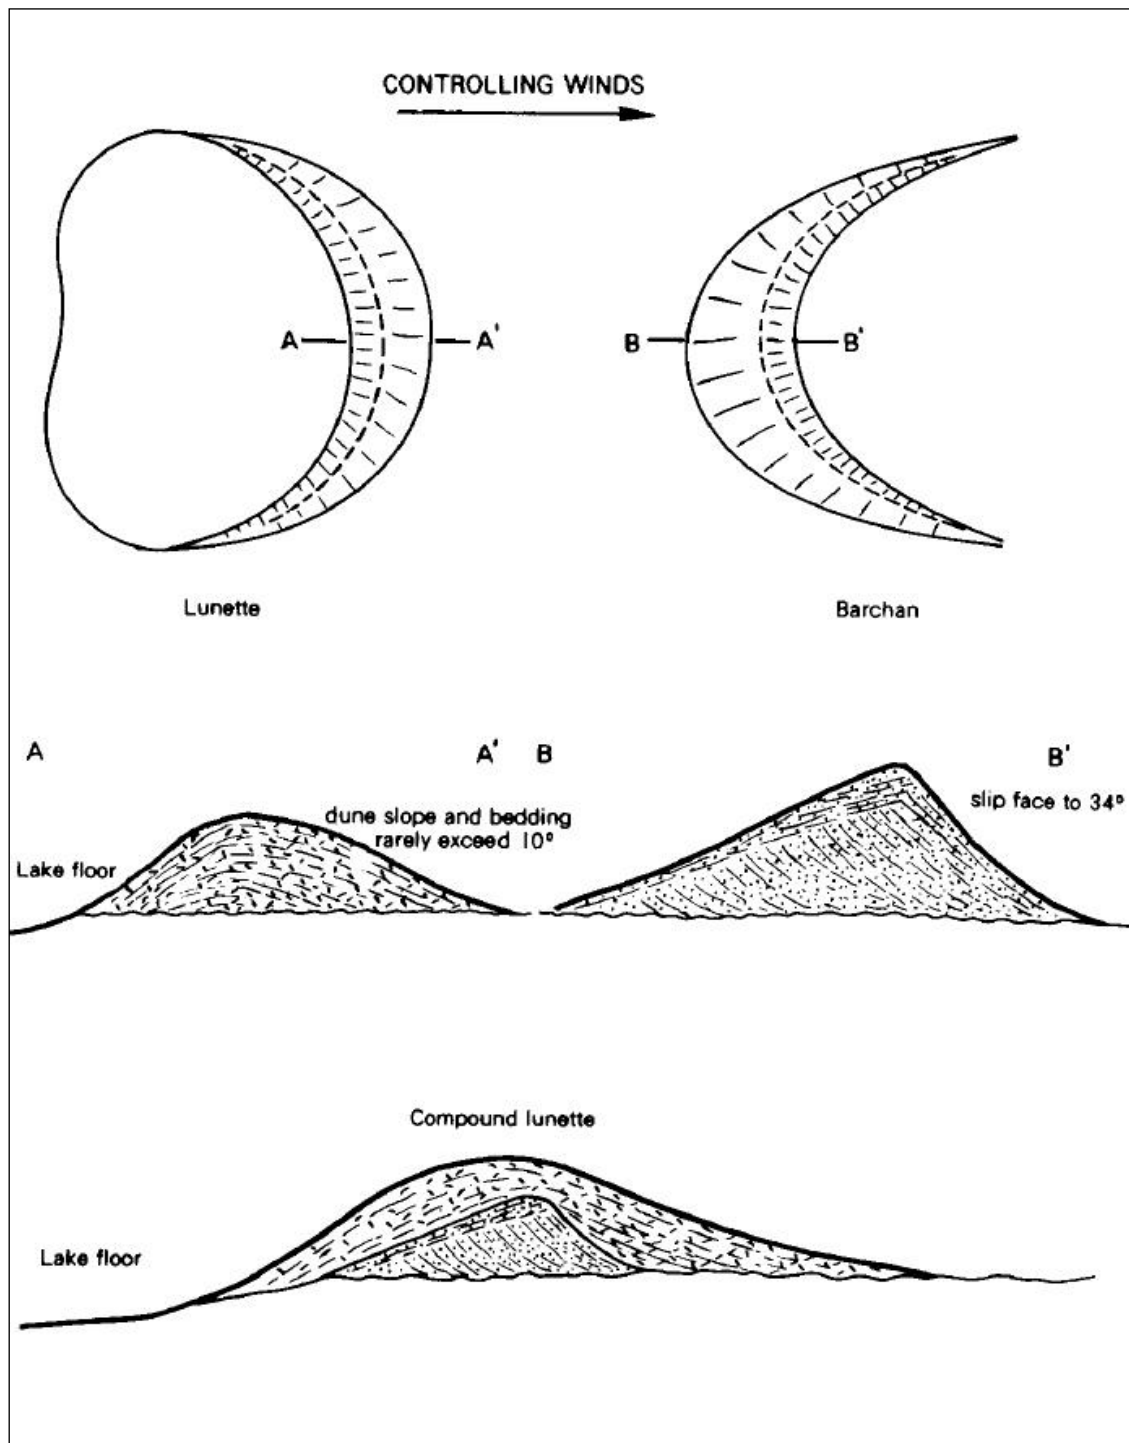 CONTROLLING WINDS
A
A'
B
B'
Lunette
Barchan
A
A'
B
B'
dune slope and bedding
rarely exceed 10°
slip face to 34°
Lake floor
Compound lunette
Lake floor